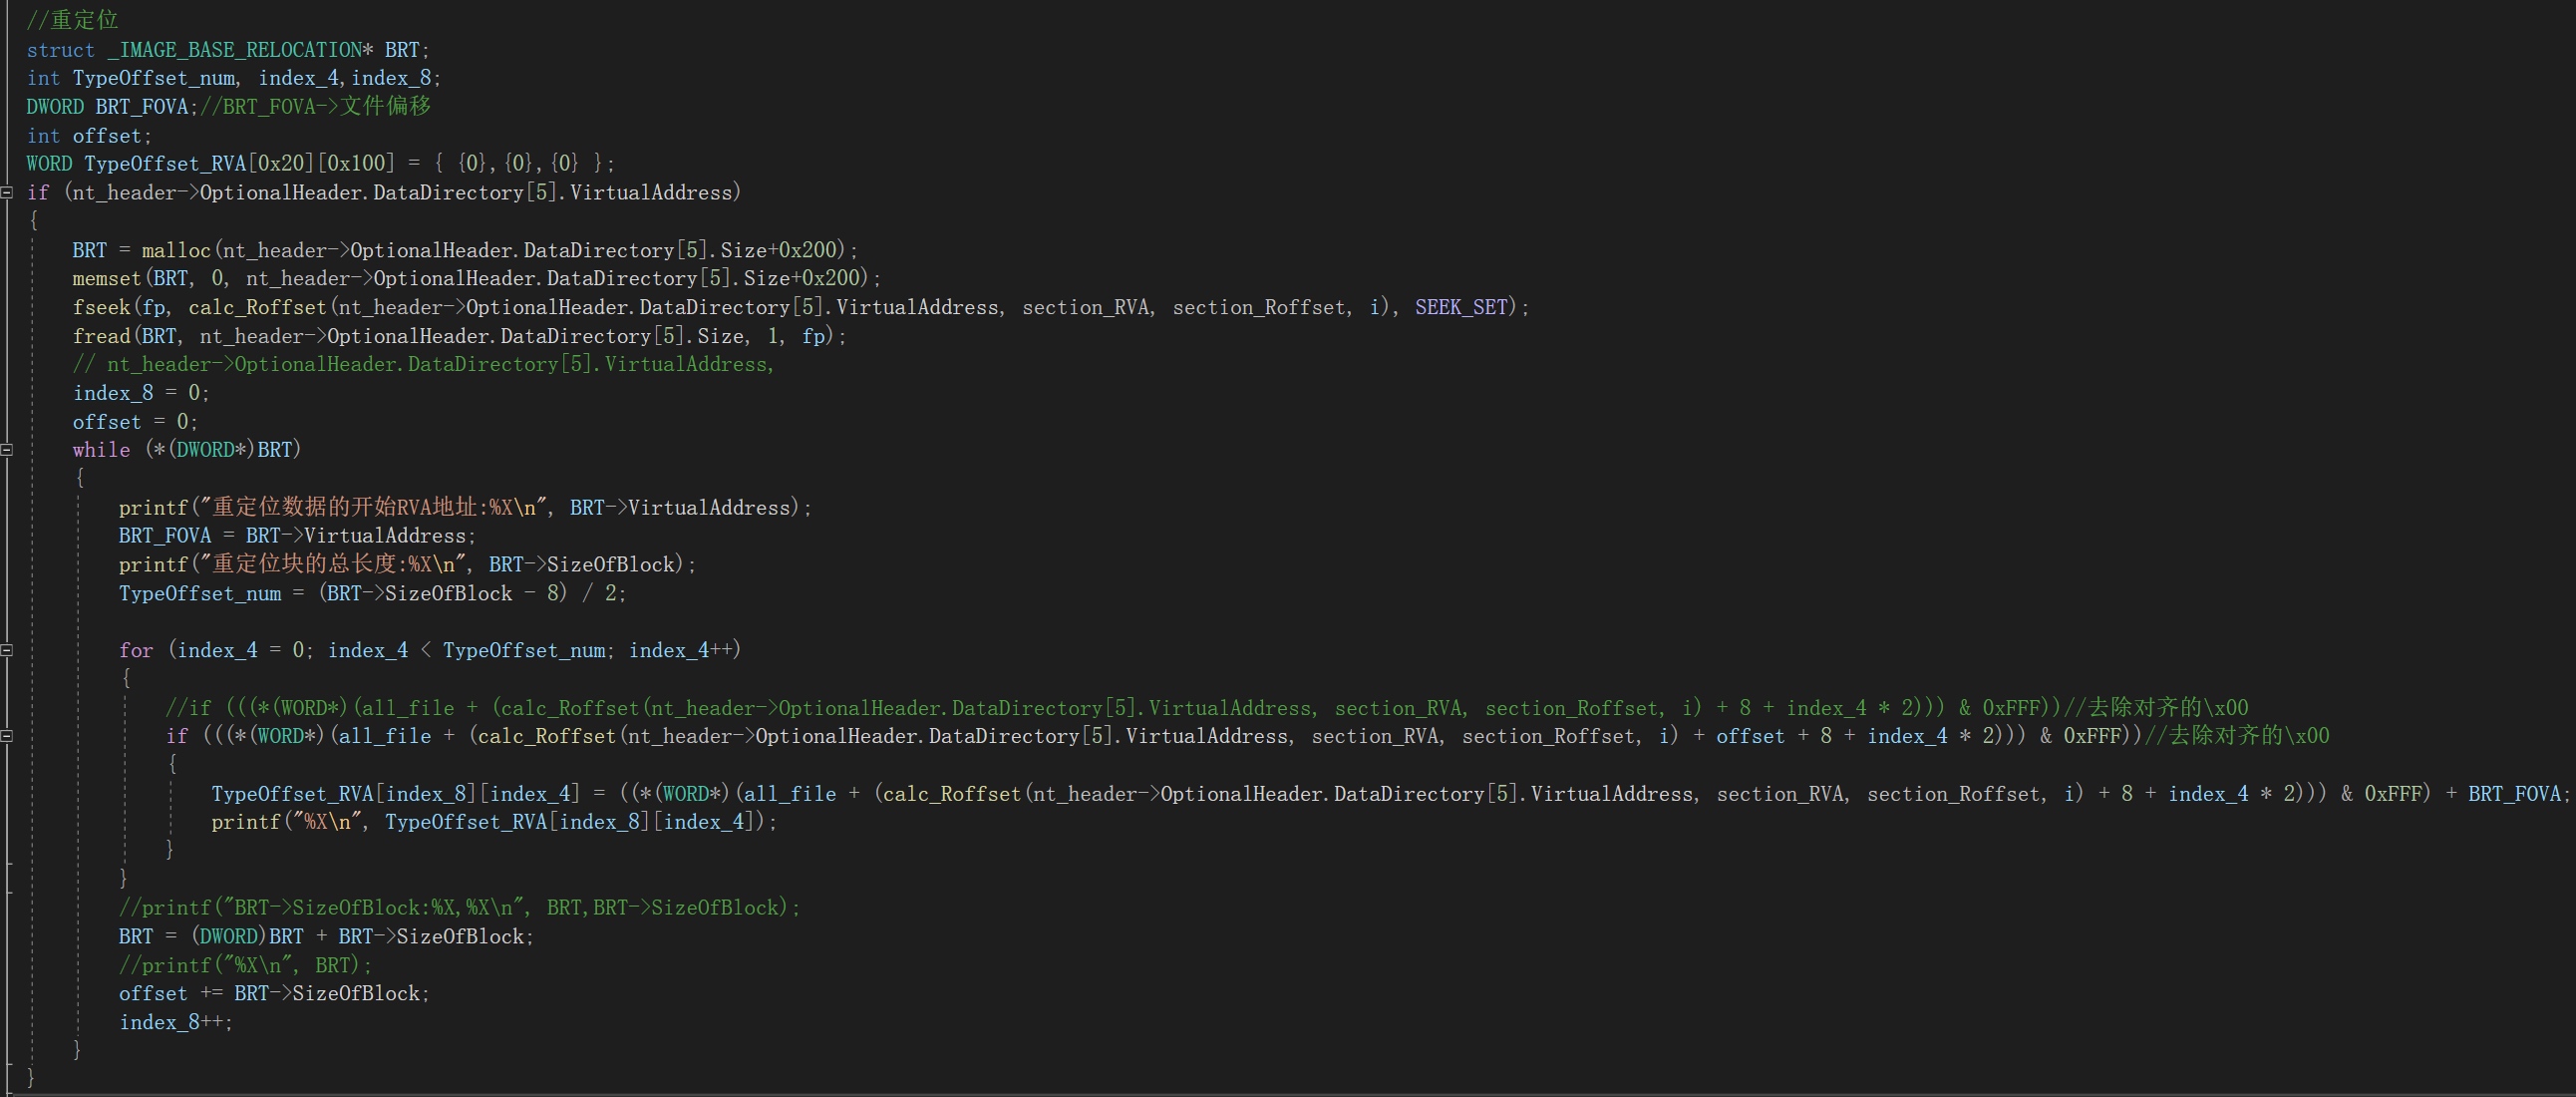 //重定位
struct _IMAGE_BASE_RELOCATION* BRT;
int TypeOffset_num, index_4,index_8;
DWORD BRT_FOVA;//BRT_FOVA->文件偏移
int offset;
WORD TypeOffset_RVA[0x20][0x100] = { {0},{0},{0} };
if (nt_header->OptionalHeader.DataDirectory[5].VirtualAddress)
{
BRT = malloc(nt_header->OptionalHeader.DataDirectory[5].Size+0x200);
memset(BRT, 0, nt_header->OptionalHeader.DataDirectory[5].Size+0x200);
fseek(fp, calc_Roffset(nt_header->OptionalHeader.DataDirectory[5].VirtualAddress, section_RVA, section_Roffset, i), SEEK_SET);
fread(BRT, nt_header->OptionalHeader.DataDirectory[5].Size, 1, fp);
// nt_header->OptionalHeader.DataDirectory[5].VirtualAddress,
index_8 = 0;
offset = 0;
while (*(DWORD*)BRT)
{
printf("重定位数据的开始RVA地址:%X\n", BRT->VirtualAddress);
BRT_FOVA = BRT->VirtualAddress;
printf("重定位块的总长度:%X\n", BRT->SizeOfBlock);
TypeOffset_num = (BRT->SizeOfBlock - 8) / 2;
for (index_4 = 0; index_4 < TypeOffset_num; index_4++)
{
//if (((*(WORD*)(all_file + (calc_Roffset(nt_header->OptionalHeader.DataDirectory[5].VirtualAddress, section_RVA, section_Roffset, i) + 8 + index_4 * 2))) & 0xFFF))//去除对齐的\x00
if (((*(WORD*)(all_file + (calc_Roffset(nt_header->OptionalHeader.DataDirectory[5].VirtualAddress, section_RVA, section_Roffset, i) + offset + 8 + index_4 * 2))) & 0xFFF))//去除对齐的\x00
{
TypeOffset_RVA[index_8][index_4] = ((*(WORD*)(all_file + (calc_Roffset(nt_header->OptionalHeader.DataDirectory[5].VirtualAddress, section_RVA, section_Roffset, i) + 8 + index_4 * 2))) & 0xFFF) + BRT_FOVA;
printf("%X\n", TypeOffset_RVA[index_8][index_4]);
}
}
//printf("BRT->SizeOfBlock:%X,%X\n", BRT,BRT->SizeOfBlock);
BRT = (DWORD)BRT + BRT->SizeOfBlock;
//printf("%X\n", BRT);
offset += BRT->SizeOfBlock;
index_8++;
}
}